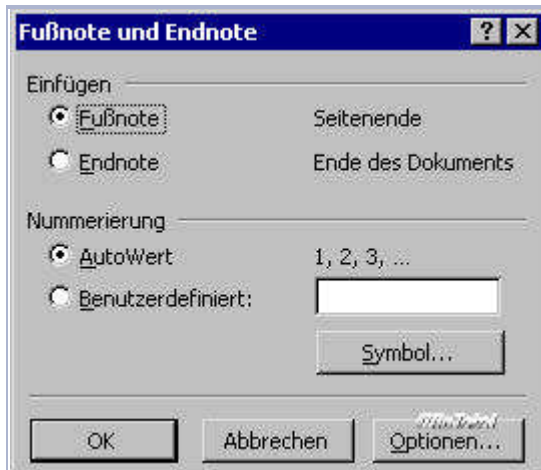 Fußnote und Endnote
Einfügen
Fußnote Seitenende
Endnote Ende des Dokuments
Nummerierung
AutoWert 1, 2, 3, ...
Benutzerdefiniert:
Symbol...
OK Abbrechen Optionen...